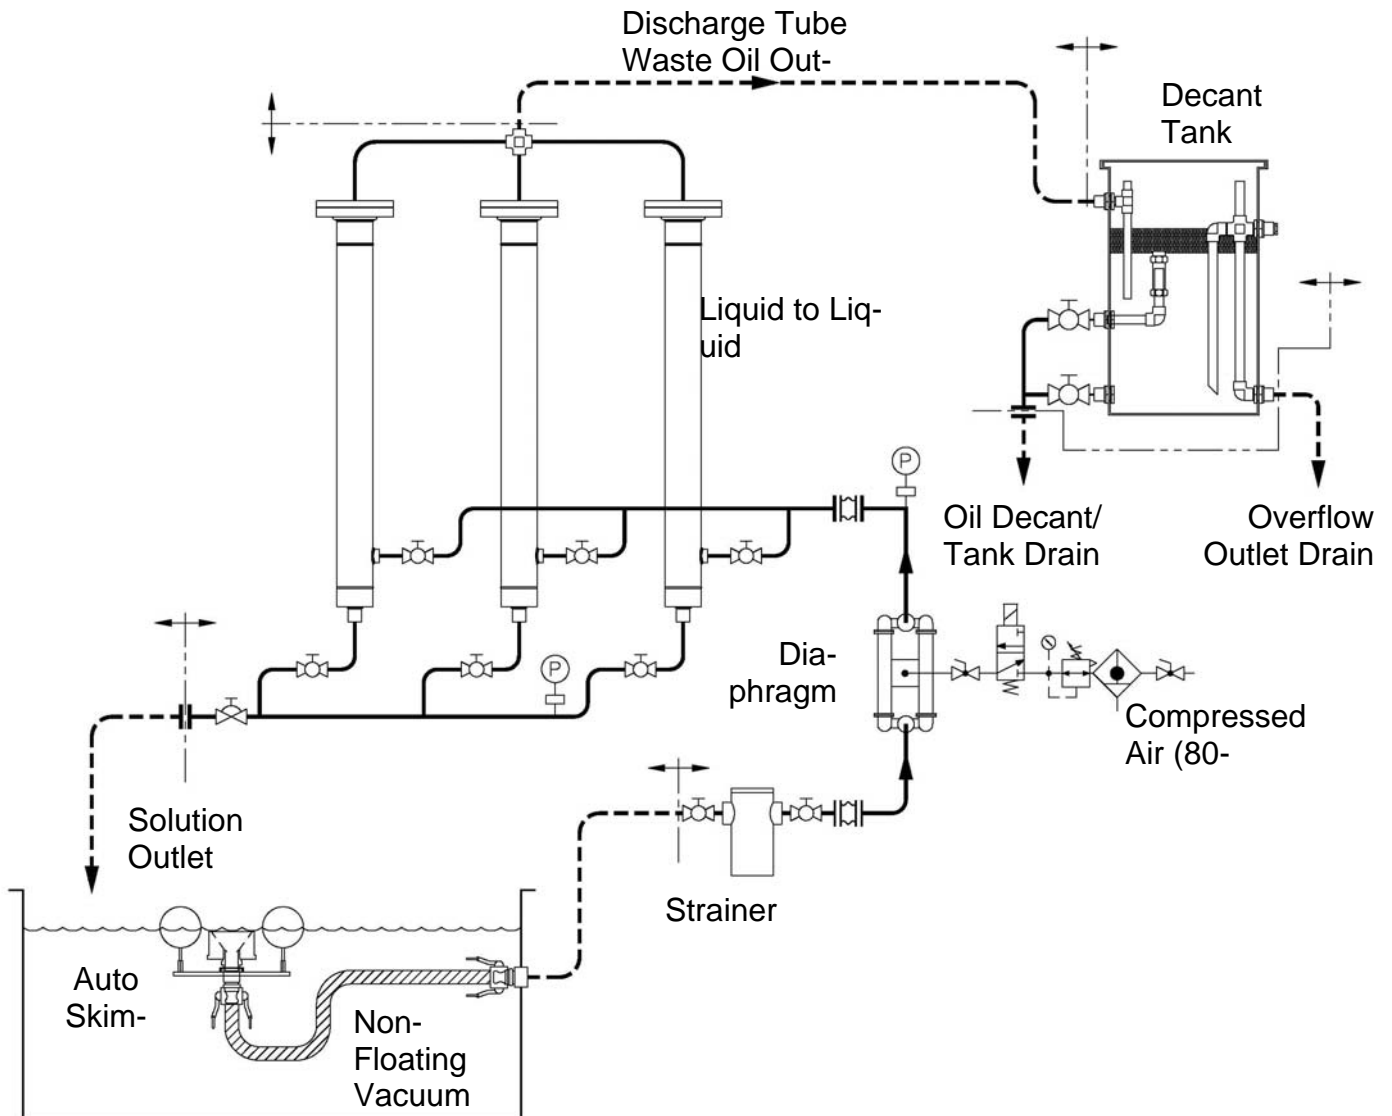 Discharge Tube
Waste Oil Out-
Decant
Tank
Liquid to Liq-
uid
P
Oil Decant/
Tank Drain
Overflow
Outlet Drain
Dia-
phragm
P
Compressed
Air (80-
Solution
Outlet
Strainer
Auto
Skim-
Non-
Floating
Vacuum